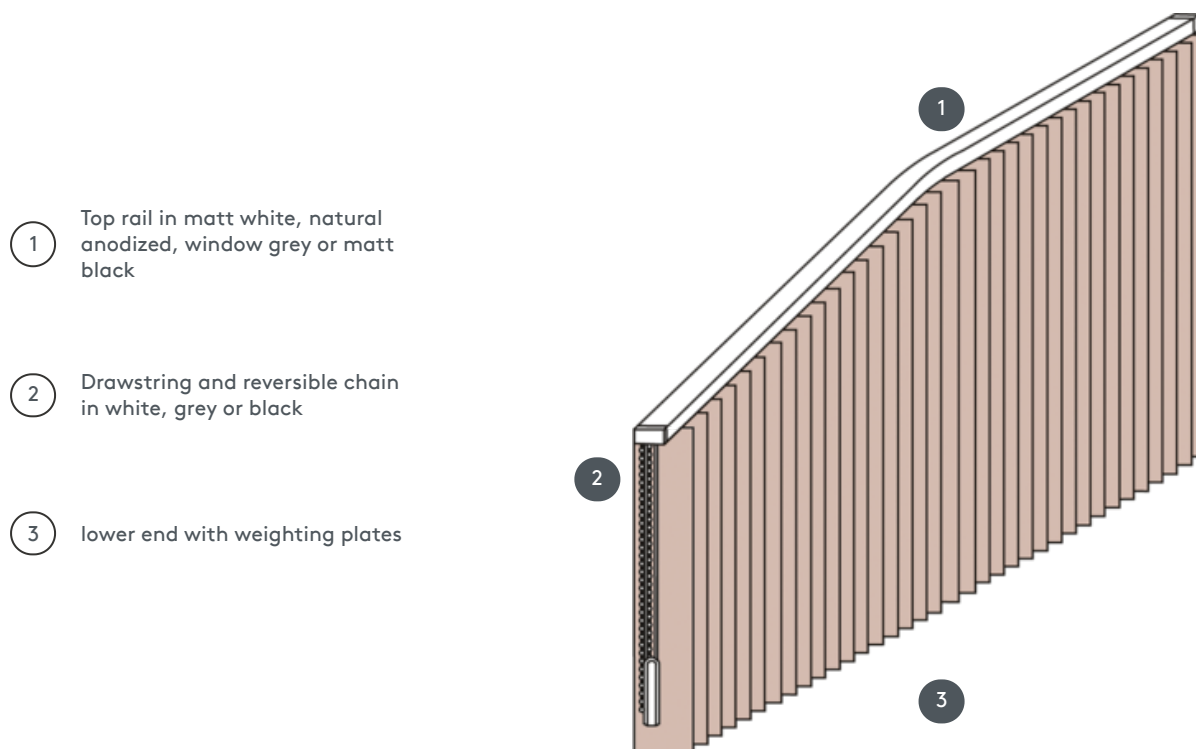 1
Top rail in matt white, natural
anodized, window grey or matt
black
2
Drawstring and reversible chain
in white, grey or black
3
lower end with weighting plates
1
2
3